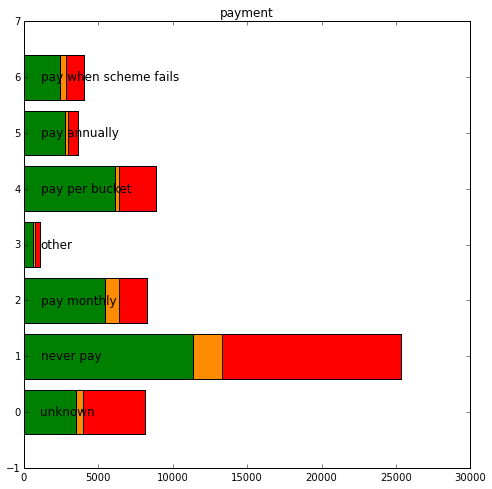 payment
7
6
pay when scheme fails
5
pay annually
4
pay per bucket
3
other
2
pay monthly
1
never pay
0
unknown
−1
0 5000 10000 15000 20000 25000 30000